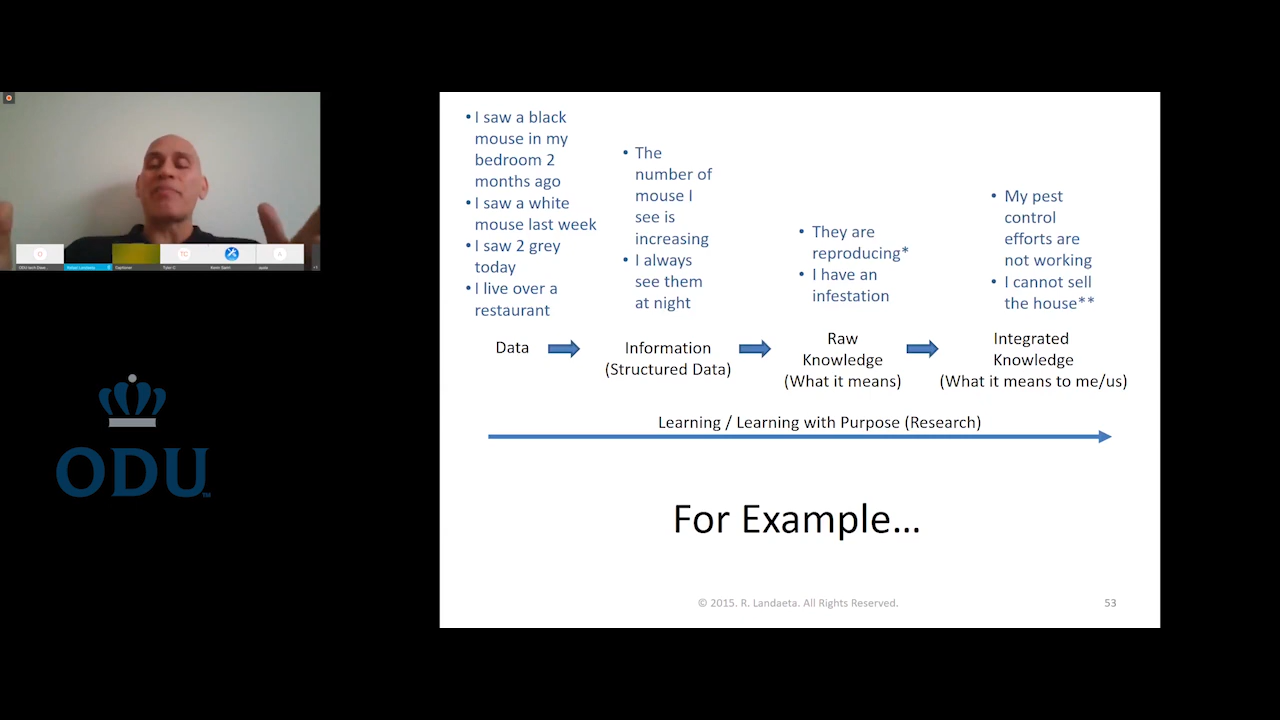 • I saw a black
mouse in my
bedroom 2
months ago
• I saw a white
mouse last week
• I saw 2 grey
today
• I live over a
restaurant
• The
number of
mouse I
see is
increasing
• I always
see them
at night
• They are
reproducing*
• I have an
infestation
• My pest
control
efforts are
not working
• I cannot sell
the house**
Data
Information
(Structured Data)
Raw
Knowledge
(What it means)
Integrated
Knowledge
(What it means to me/us)
Learning / Learning with Purpose (Research)
For Example...
© 2015. R. Landaeta. All Rights Reserved.
53
TC
Rafael Landaeta
Tyler C
ODU